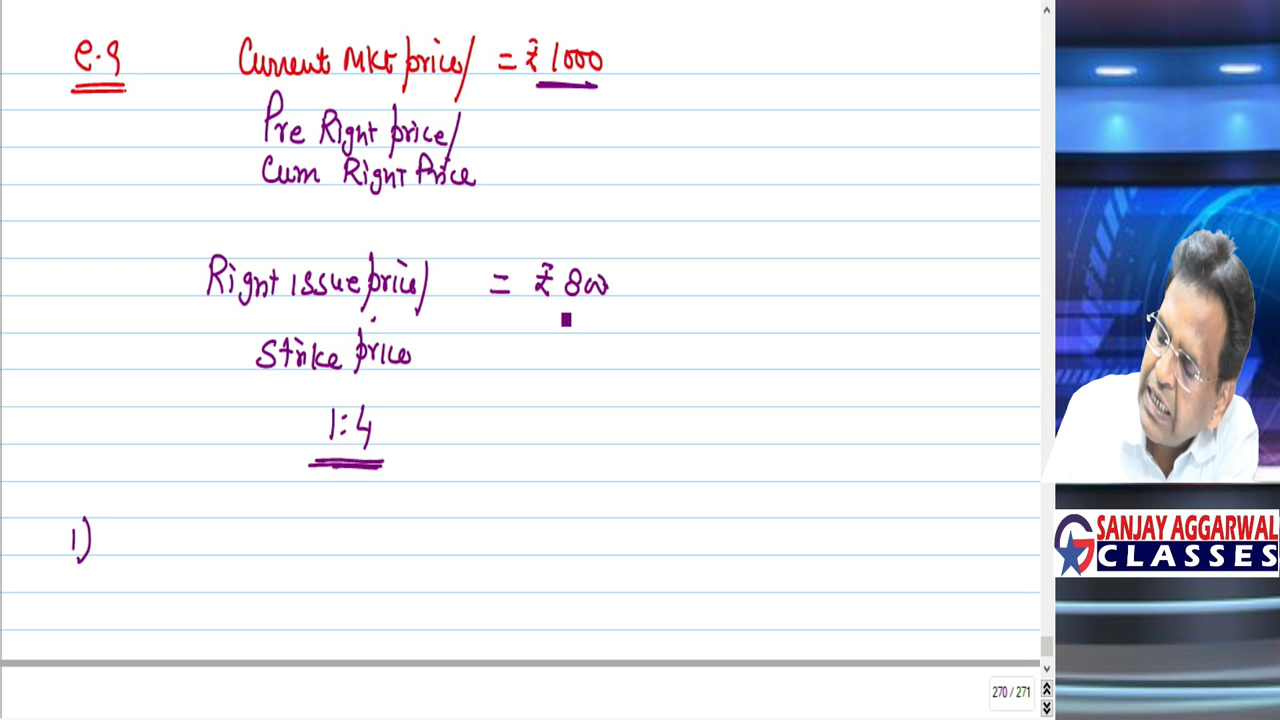 e.g Current Mkt price/ = ₹ 1000
Pre Right price/
Cum Right Price
Right issue price/ = ₹ 800
Strike price
1:4
1)
SANJAY AGGARWAL
CLASSES
270 / 271